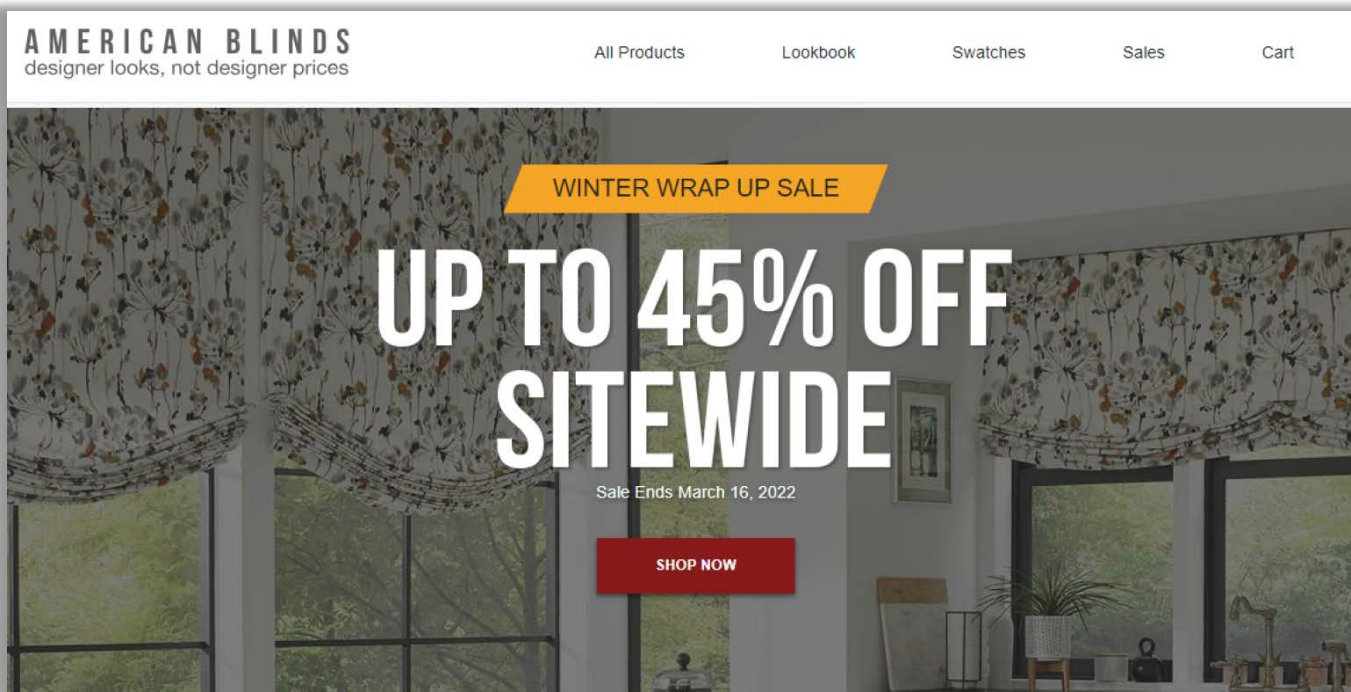 AMERICAN BLINDS
designer looks, not designer prices
All Products Lookbook Swatches Sales Cart
WINTER WRAP UP SALE
UP TO 45% OFF
SITEWIDE
Sale Ends March 16, 2022
SHOP NOW